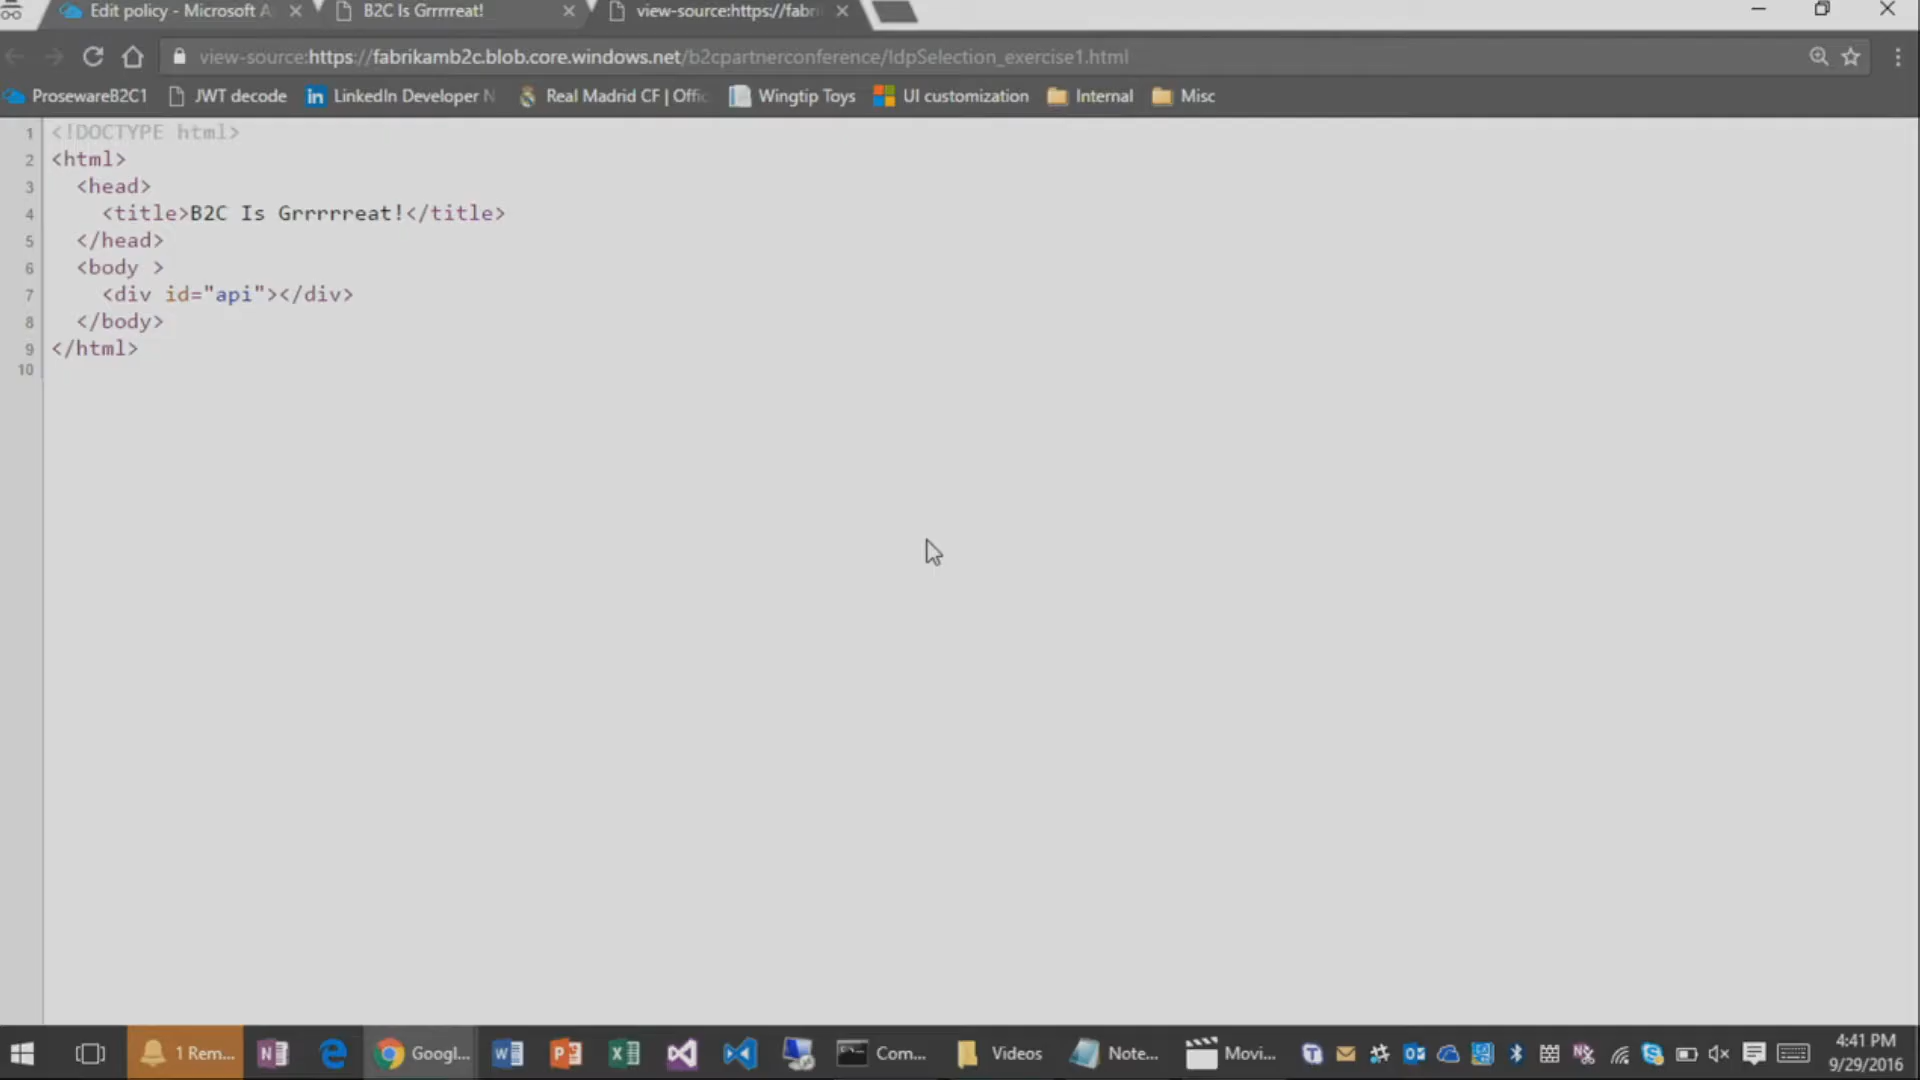 Edit policy - Microsoft A
B2C Is Grrrrreat!
view-source:https://fabri
view-source:https://fabrikamb2c.blob.core.windows.net/b2cpartnerconference/IdpSelection_exercise1.html
ProsewareB2C1
JWT decode
LinkedIn Developer N
Real Madrid CF | Offic
Wingtip Toys
UI customization
Internal
Misc
1 <!DOCTYPE html>
2 <html>
3 <head>
4 <title>B2C Is Grrrrreat!</title>
5 </head>
6 <body >
7 <div id="api"></div>
8 </body>
9 </html>
10
1 Rem...
Googl...
Com...
Videos
Note...
Movi...
4:41 PM
9/29/2016